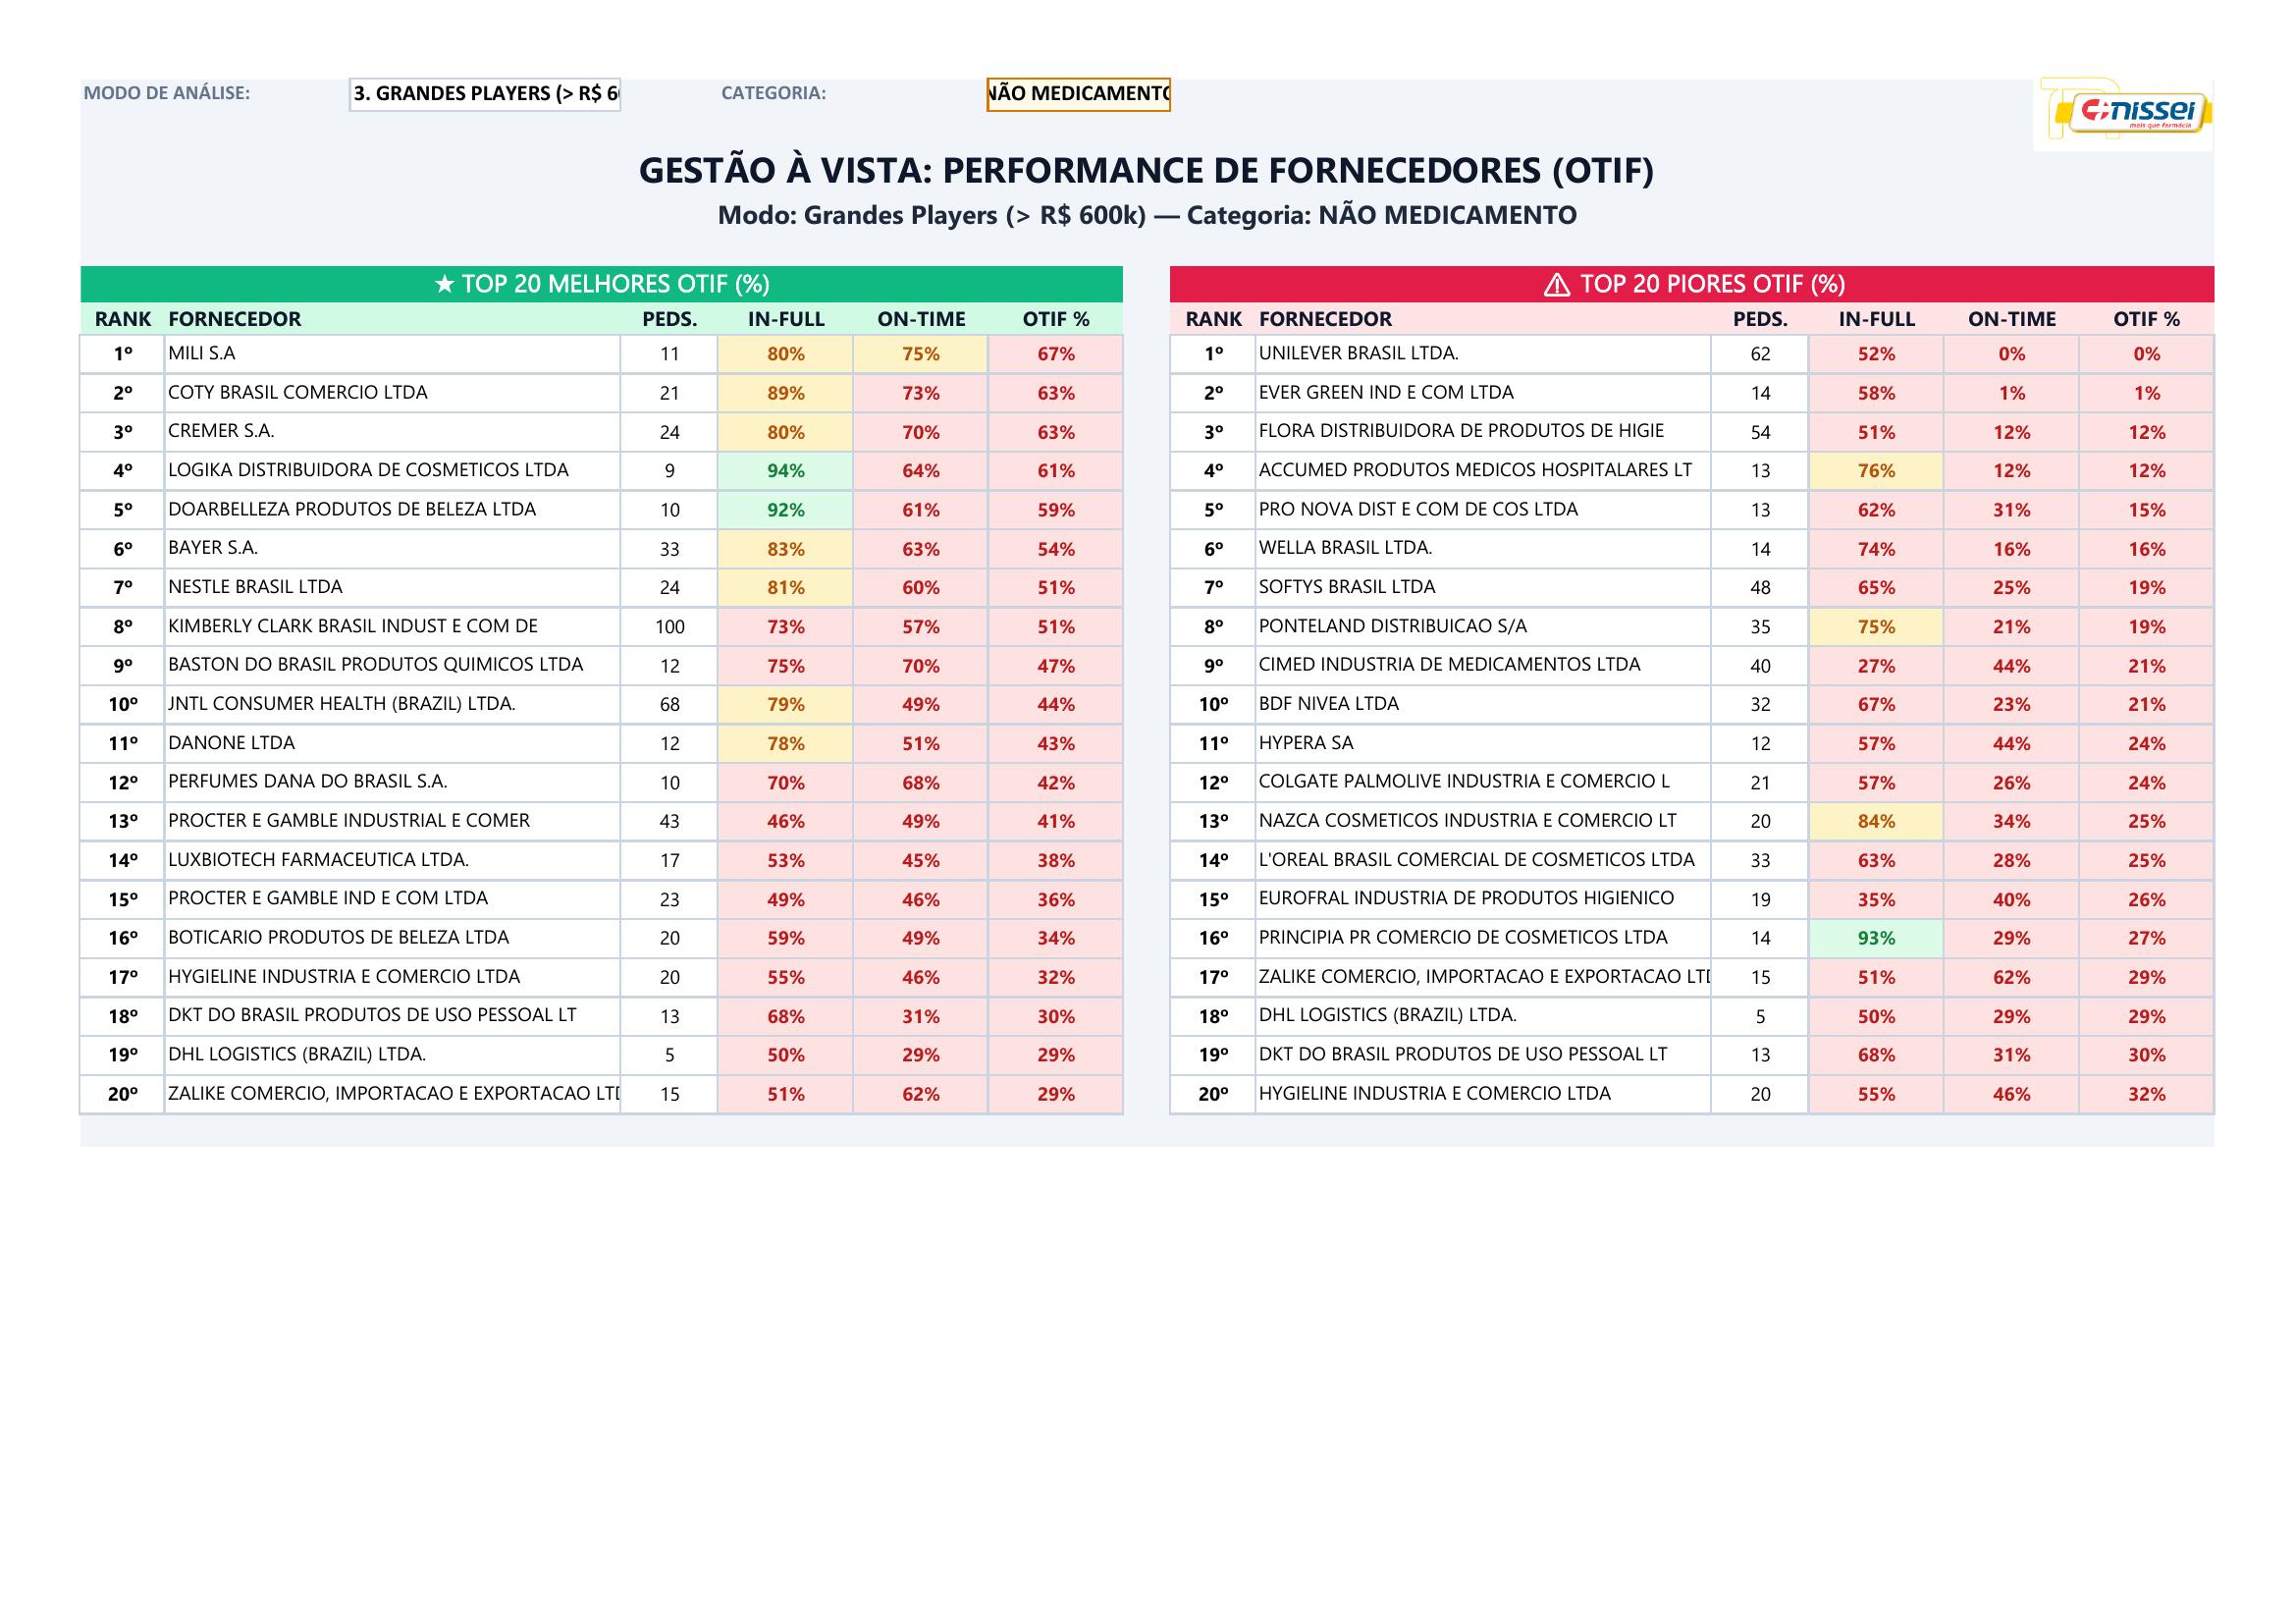 MODO DE ANÁLISE: 3. GRANDES PLAYERS (> R$ 6 CATEGORIA: NÃO MEDICAMENTO
nissei
mais que farmácia
GESTÃO À VISTA: PERFORMANCE DE FORNECEDORES (OTIF)
Modo: Grandes Players (> R$ 600k) — Categoria: NÃO MEDICAMENTO
★ TOP 20 MELHORES OTIF (%)
RANK FORNECEDOR PEDS. IN-FULL ON-TIME OTIF %
1º MILI S.A 11 80% 75% 67%
2º COTY BRASIL COMERCIO LTDA 21 89% 73% 63%
3º CREMER S.A. 24 80% 70% 63%
4º LOGIKA DISTRIBUIDORA DE COSMETICOS LTDA 9 94% 64% 61%
5º DOARBELLEZA PRODUTOS DE BELEZA LTDA 10 92% 61% 59%
6º BAYER S.A. 33 83% 63% 54%
7º NESTLE BRASIL LTDA 24 81% 60% 51%
8º KIMBERLY CLARK BRASIL INDUST E COM DE 100 73% 57% 51%
9º BASTON DO BRASIL PRODUTOS QUIMICOS LTDA 12 75% 70% 47%
10º JNTL CONSUMER HEALTH (BRAZIL) LTDA. 68 79% 49% 44%
11º DANONE LTDA 12 78% 51% 43%
12º PERFUMES DANA DO BRASIL S.A. 10 70% 68% 42%
13º PROCTER E GAMBLE INDUSTRIAL E COMER 43 46% 49% 41%
14º LUXBIOTECH FARMACEUTICA LTDA. 17 53% 45% 38%
15º PROCTER E GAMBLE IND E COM LTDA 23 49% 46% 36%
16º BOTICARIO PRODUTOS DE BELEZA LTDA 20 59% 49% 34%
17º HYGIELINE INDUSTRIA E COMERCIO LTDA 20 55% 46% 32%
18º DKT DO BRASIL PRODUTOS DE USO PESSOAL LT 13 68% 31% 30%
19º DHL LOGISTICS (BRAZIL) LTDA. 5 50% 29% 29%
20º ZALIKE COMERCIO, IMPORTACAO E EXPORTACAO LTD 15 51% 62% 29%
⚠ TOP 20 PIORES OTIF (%)
RANK FORNECEDOR PEDS. IN-FULL ON-TIME OTIF %
1º UNILEVER BRASIL LTDA. 62 52% 0% 0%
2º EVER GREEN IND E COM LTDA 14 58% 1% 1%
3º FLORA DISTRIBUIDORA DE PRODUTOS DE HIGIE 54 51% 12% 12%
4º ACCUMED PRODUTOS MEDICOS HOSPITALARES LT 13 76% 12% 12%
5º PRO NOVA DIST E COM DE COS LTDA 13 62% 31% 15%
6º WELLA BRASIL LTDA. 14 74% 16% 16%
7º SOFTYS BRASIL LTDA 48 65% 25% 19%
8º PONTELAND DISTRIBUICAO S/A 35 75% 21% 19%
9º CIMED INDUSTRIA DE MEDICAMENTOS LTDA 40 27% 44% 21%
10º BDF NIVEA LTDA 32 67% 23% 21%
11º HYPERA SA 12 57% 44% 24%
12º COLGATE PALMOLIVE INDUSTRIA E COMERCIO L 21 57% 26% 24%
13º NAZCA COSMETICOS INDUSTRIA E COMERCIO LT 20 84% 34% 25%
14º L'OREAL BRASIL COMERCIAL DE COSMETICOS LTDA 33 63% 28% 25%
15º EUROFRAL INDUSTRIA DE PRODUTOS HIGIENICO 19 35% 40% 26%
16º PRINCIPIA PR COMERCIO DE COSMETICOS LTDA 14 93% 29% 27%
17º ZALIKE COMERCIO, IMPORTACAO E EXPORTACAO LTD 15 51% 62% 29%
18º DHL LOGISTICS (BRAZIL) LTDA. 5 50% 29% 29%
19º DKT DO BRASIL PRODUTOS DE USO PESSOAL LT 13 68% 31% 30%
20º HYGIELINE INDUSTRIA E COMERCIO LTDA 20 55% 46% 32%